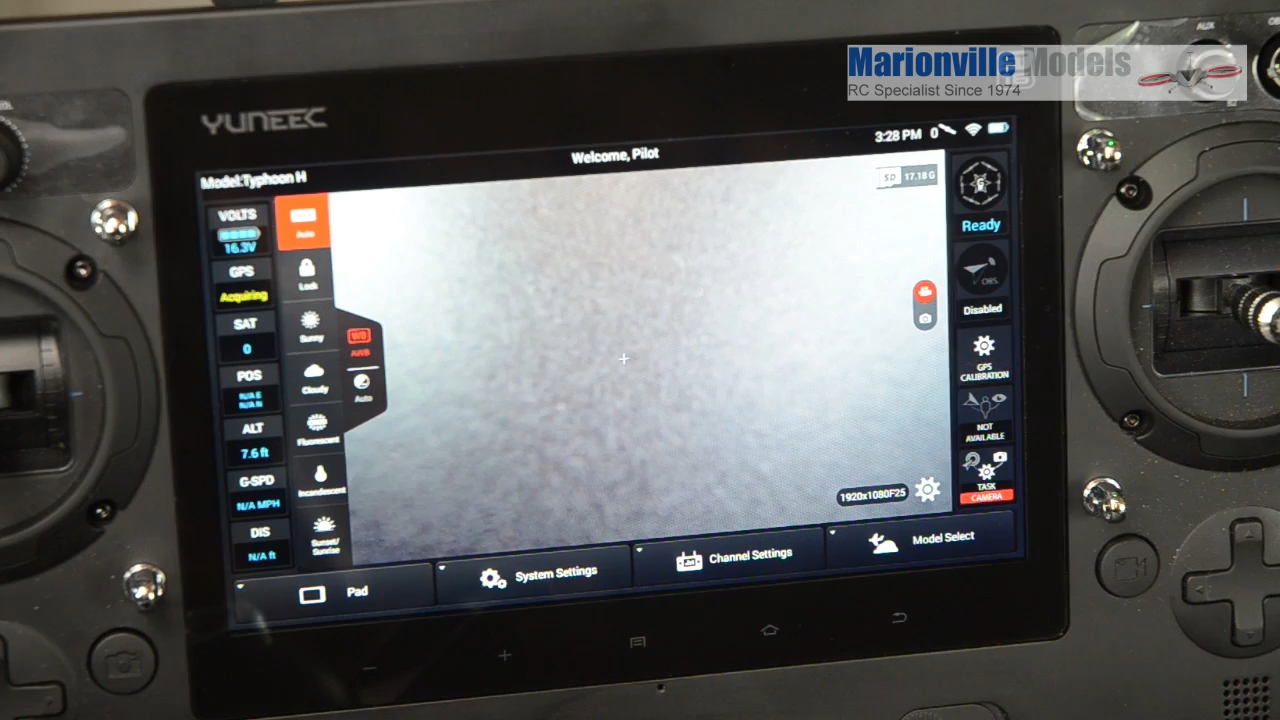 Marionville Models
RC Specialist Since 1974
AUX
YUNEEC
3:28 PM 0
Welcome, Pilot
Model:Typhoon H
SD 17.18 G
VOLTS
16.3V
GPS
Acquiring
SAT
0
POS
N/A E
N/A N
ALT
7.6 ft
G-SPD
N/A MPH
DIS
N/A ft
Auto
Lock
Sunny
Cloudy
Fluorescent
Incandescent
Sunset/
Sunrise
WB
AWB
Auto
Ready
OBS.
Disabled
GPS
CALIBRATION
NOT
AVAILABLE
TASK
CAMERA
1920x1080F25
Pad
System Settings
Channel Settings
Model Select